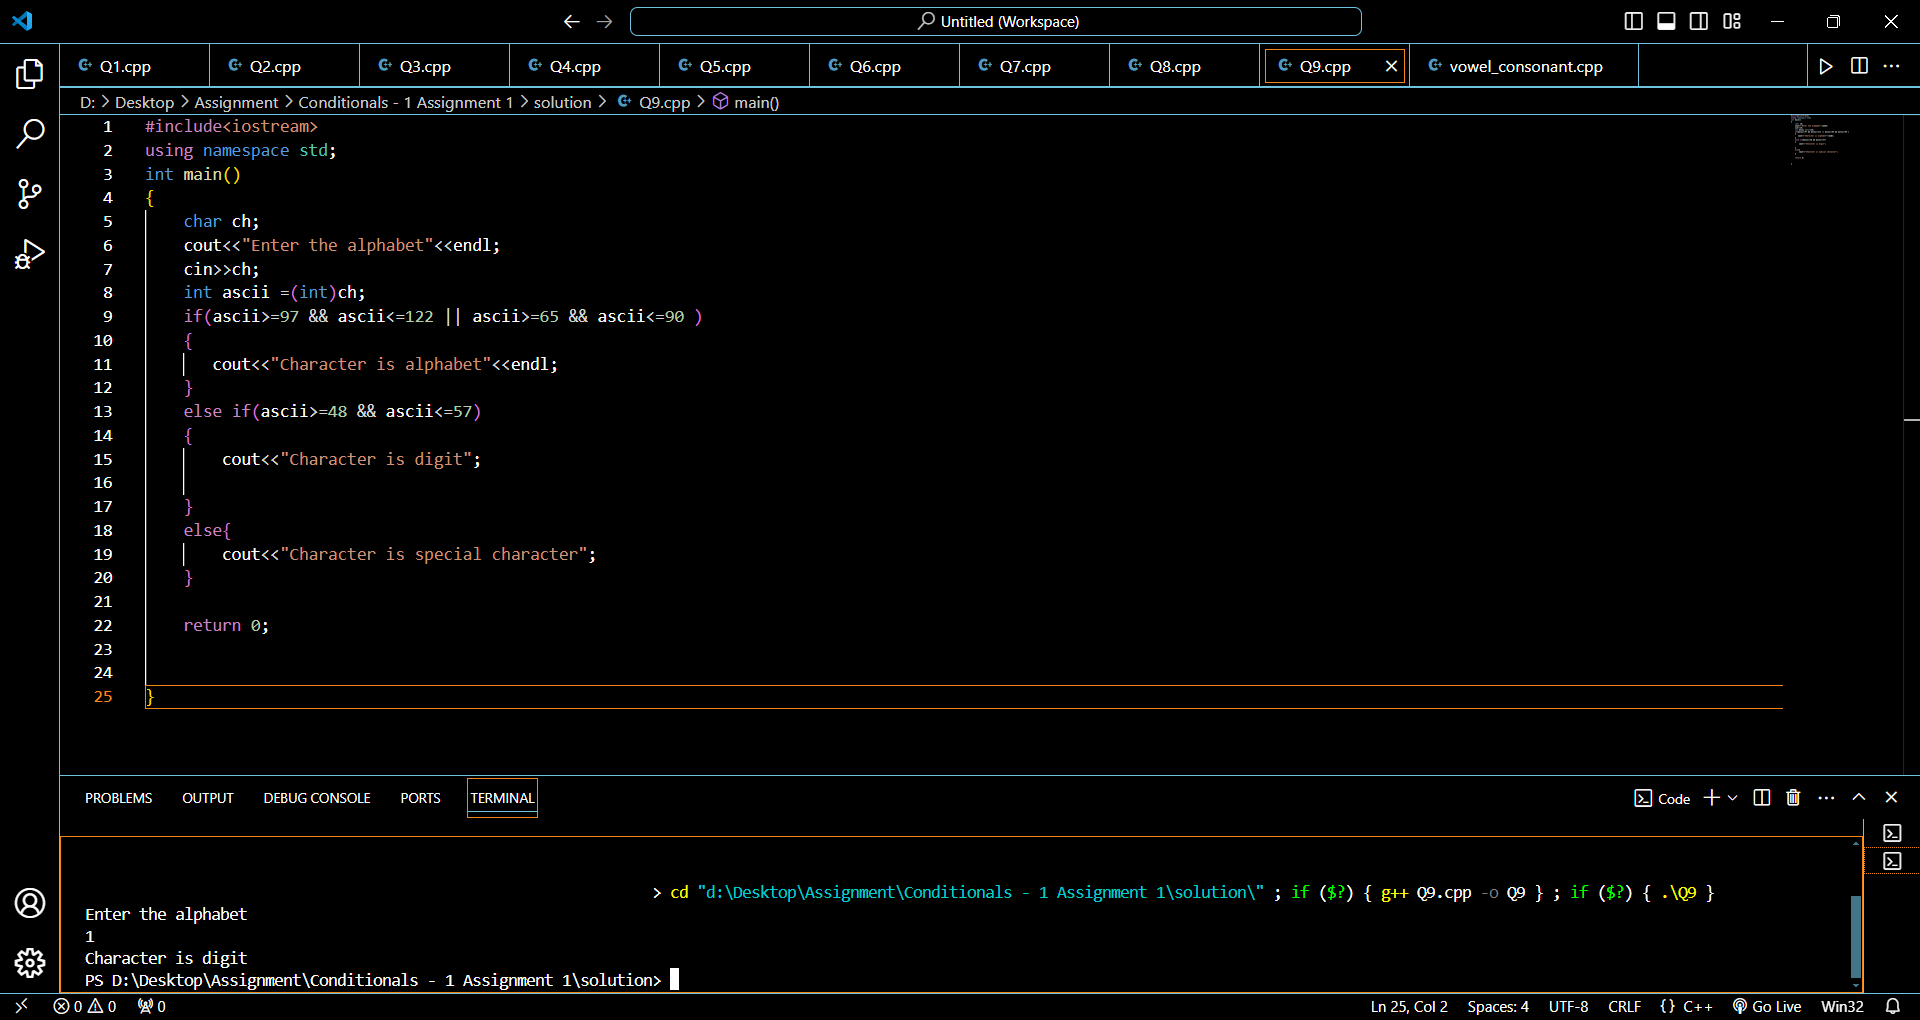 Untitled (Workspace)
Q1.cpp Q2.cpp Q3.cpp Q4.cpp Q5.cpp Q6.cpp Q7.cpp Q8.cpp Q9.cpp vowel_consonant.cpp
D: > Desktop > Assignment > Conditionals - 1 Assignment 1 > solution > Q9.cpp > main()
1 #include<iostream>
2 using namespace std;
3 int main()
4 {
5     char ch;
6     cout<<"Enter the alphabet"<<endl;
7     cin>>ch;
8     int ascii =(int)ch;
9     if(ascii>=97 && ascii<=122 || ascii>=65 && ascii<=90 )
10     {
11        cout<<"Character is alphabet"<<endl;
12     }
13     else if(ascii>=48 && ascii<=57)
14     {
15         cout<<"Character is digit";
16
17     }
18     else{
19         cout<<"Character is special character";
20     }
21
22     return 0;
23
24
25 }
PROBLEMS OUTPUT DEBUG CONSOLE PORTS TERMINAL Code
> cd "d:\Desktop\Assignment\Conditionals - 1 Assignment 1\solution\" ; if ($?) { g++ Q9.cpp -o Q9 } ; if ($?) { .\Q9 }
Enter the alphabet
1
Character is digit
PS D:\Desktop\Assignment\Conditionals - 1 Assignment 1\solution>
0 0 0 Ln 25, Col 2 Spaces: 4 UTF-8 CRLF {} C++ Go Live Win32